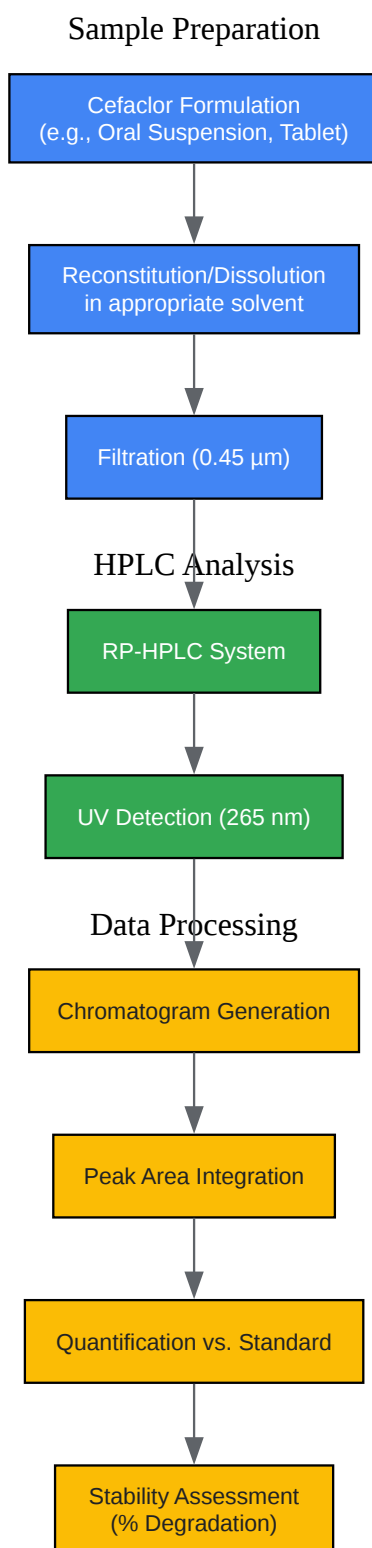 Sample Preparation
Cefaclor Formulation
(e.g., Oral Suspension, Tablet)
Reconstitution/Dissolution
in appropriate solvent
Filtration (0.45 µm)
HPLC Analysis
RP-HPLC System
UV Detection (265 nm)
Data Processing
Chromatogram Generation
Peak Area Integration
Quantification vs. Standard
Stability Assessment
(% Degradation)